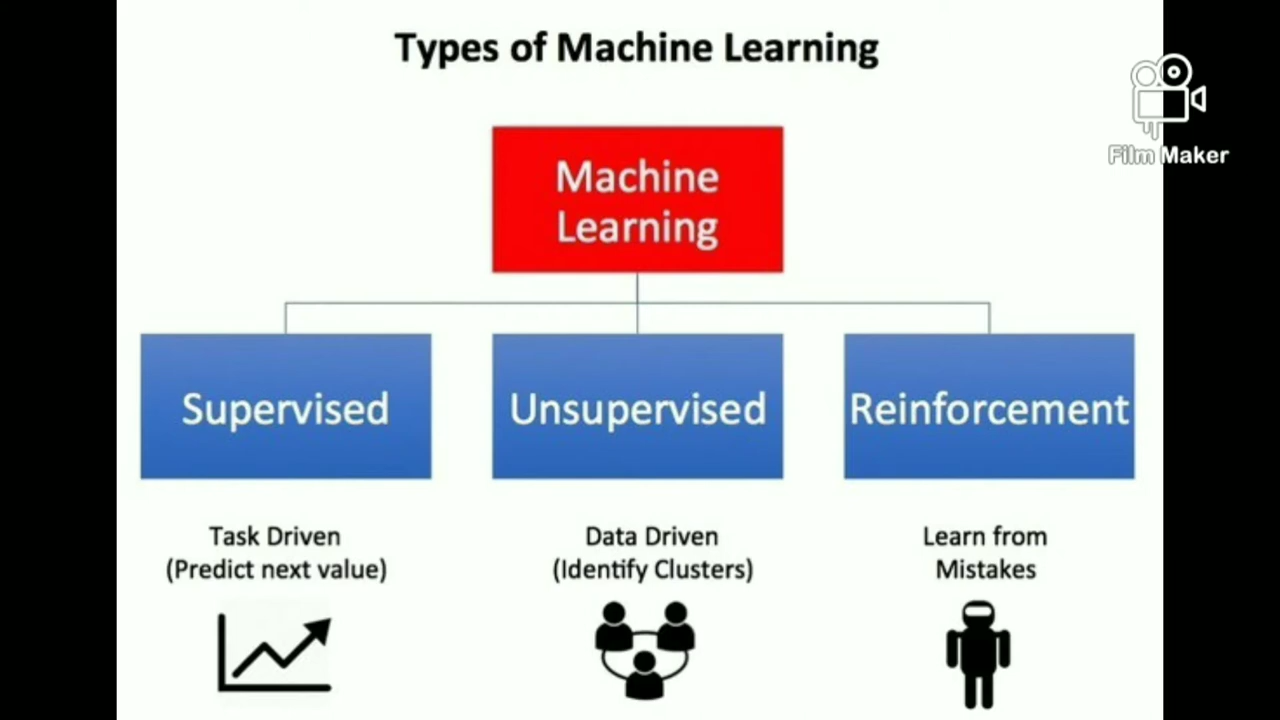 Types of Machine Learning
Film Maker
Machine
Learning
Supervised
Unsupervised
Reinforcement
Task Driven
(Predict next value)
Data Driven
(Identify Clusters)
Learn from
Mistakes